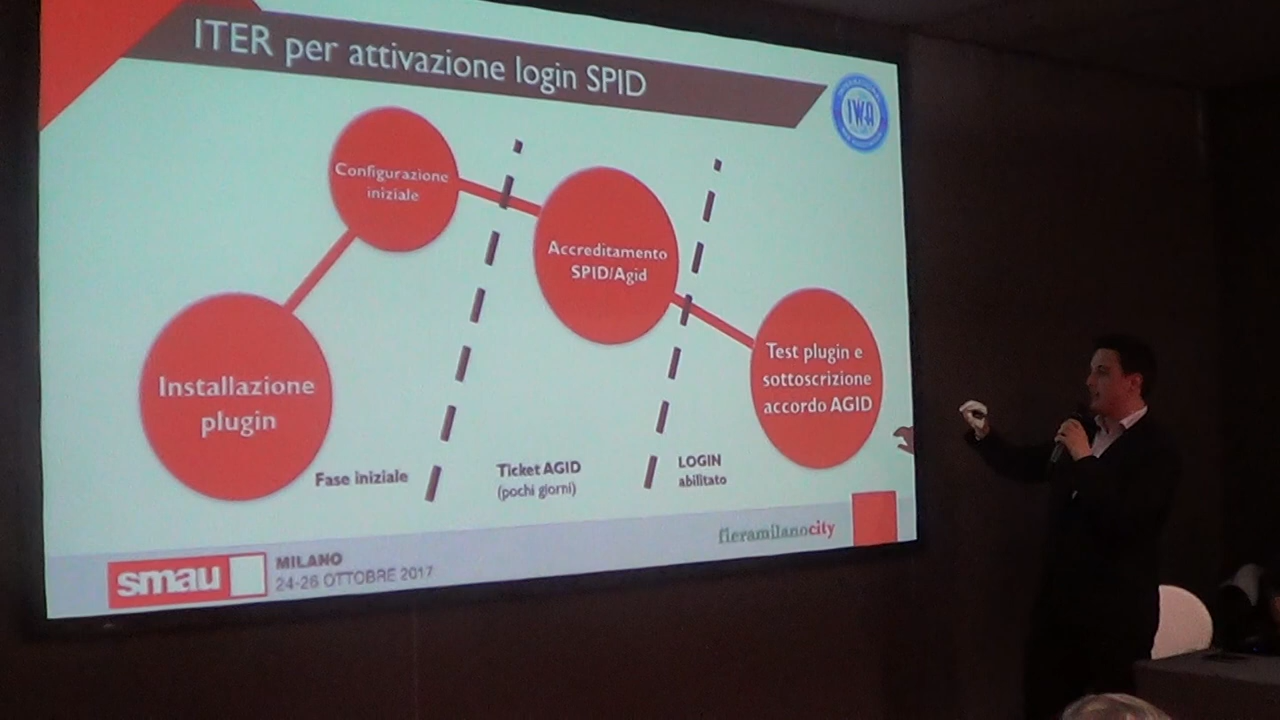 ITER per attivazione login SPID
IWA
Configurazione
iniziale
Accreditamento
SPID/Agid
Installazione
plugin
Test plugin e
sottoscrizione
accordo AGID
Fase iniziale
Ticket AGID
(pochi giorni)
LOGIN
abilitato
fieramilanocity
smau
MILANO
24-26 OTTOBRE 2017